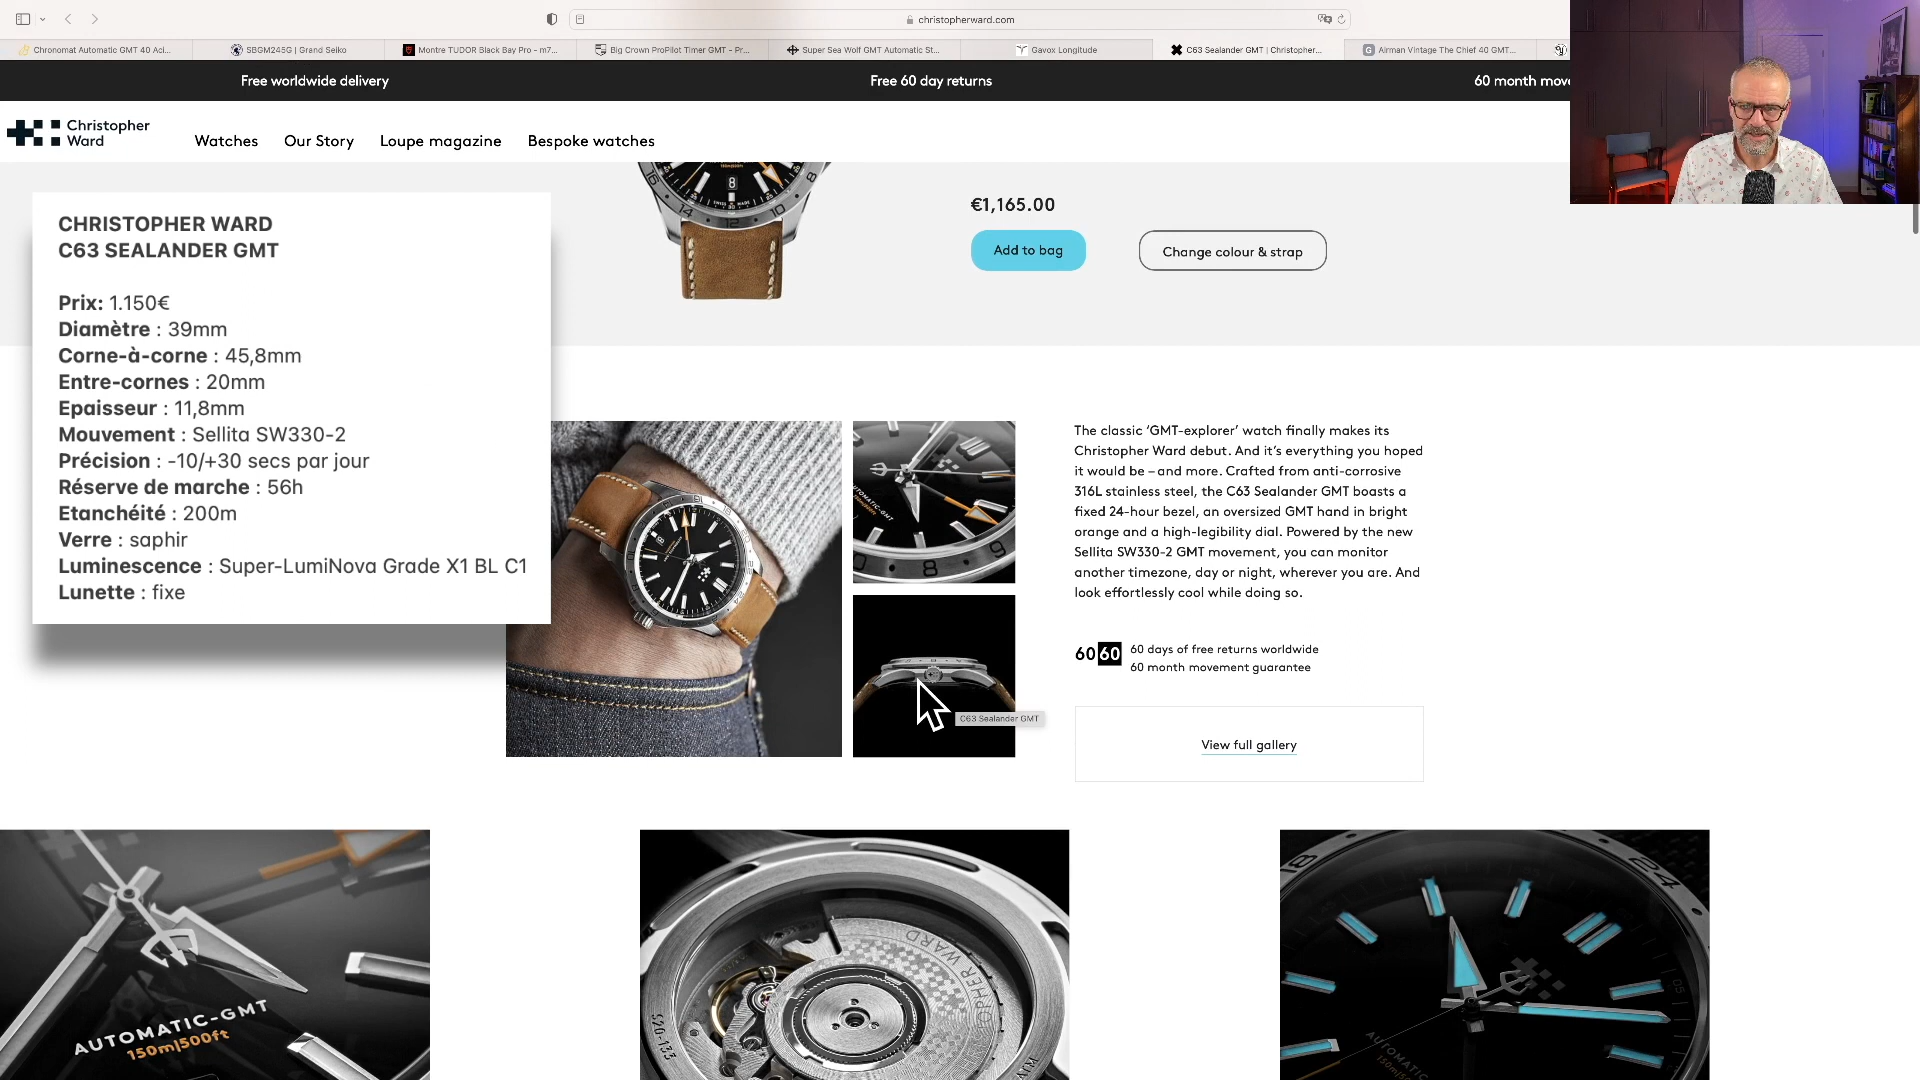 christopherward.com
Chronomat Automatic GMT 40 Aci...
SBGM245G | Grand Seiko
Montre TUDOR Black Bay Pro - m7...
Big Crown ProPilot Timer GMT - Pr...
Super Sea Wolf GMT Automatic St...
Gavox Longitude
C63 Sealander GMT | Christopher...
Airman Vintage The Chief 40 GMT...
Free worldwide delivery
Free 60 day returns
60 month move
Christopher
Ward
Watches
Our Story
Loupe magazine
Bespoke watches
€1,165.00
Add to bag
Change colour & strap
CHRISTOPHER WARD
C63 SEALANDER GMT
Prix: 1.150€
Diamètre : 39mm
Corne-à-corne : 45,8mm
Entre-cornes : 20mm
Epaisseur : 11,8mm
Mouvement : Sellita SW330-2
Précision : -10/+30 secs par jour
Réserve de marche : 56h
Etanchéité : 200m
Verre : saphir
Luminescence : Super-LumiNova Grade X1 BL C1
Lunette : fixe
The classic ‘GMT-explorer’ watch finally makes its
Christopher Ward debut. And it’s everything you hoped
it would be – and more. Crafted from anti-corrosive
316L stainless steel, the C63 Sealander GMT boasts a
fixed 24-hour bezel, an oversized GMT hand in bright
orange and a high-legibility dial. Powered by the new
Sellita SW330-2 GMT movement, you can monitor
another timezone, day or night, wherever you are. And
look effortlessly cool while doing so.
6060
60 days of free returns worldwide
60 month movement guarantee
C63 Sealander GMT
View full gallery
AUTOMATIC-GMT
150m|500ft
24